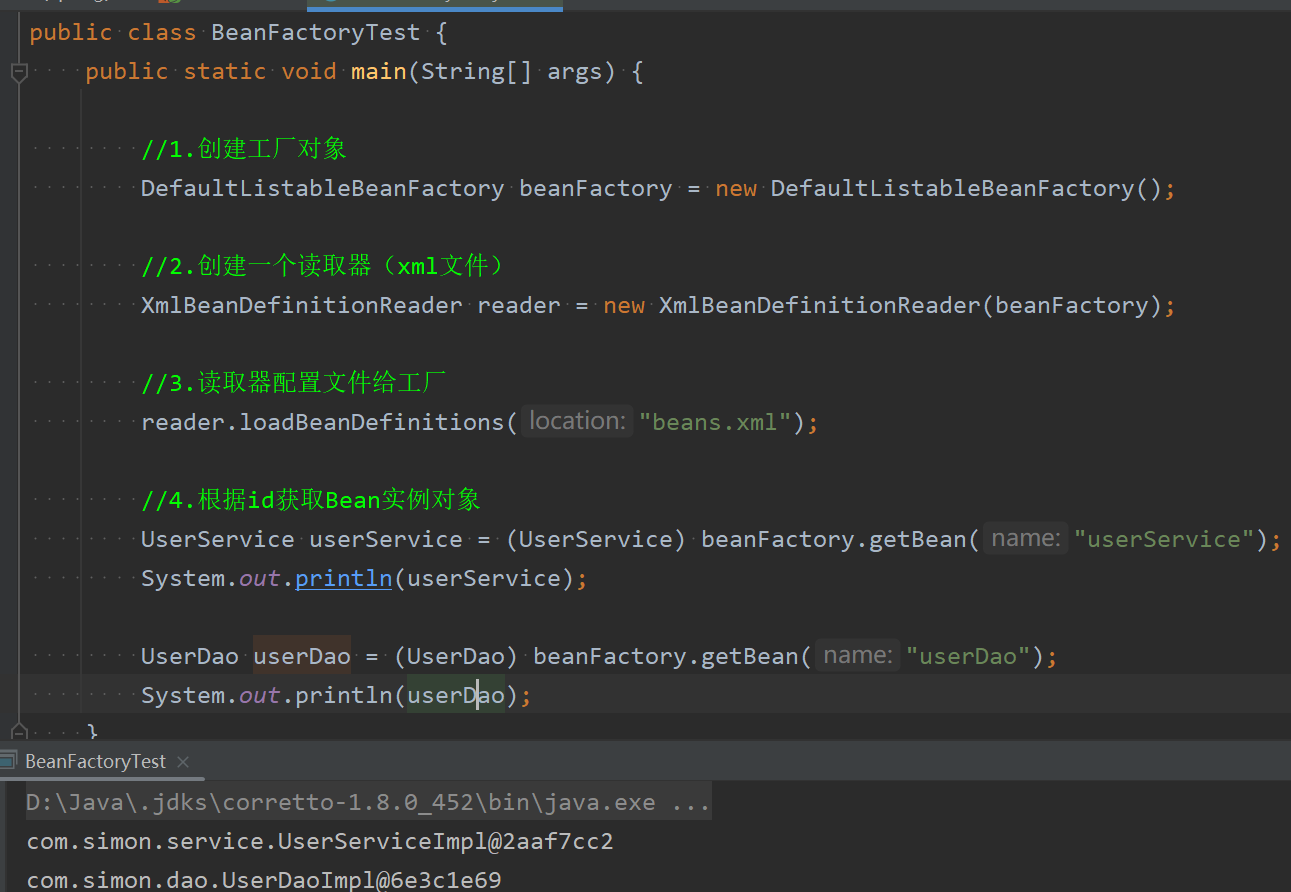 public class BeanFactoryTest {
public static void main(String[] args) {
//1.创建工厂对象
DefaultListableBeanFactory beanFactory = new DefaultListableBeanFactory();
//2.创建一个读取器（xml文件）
XmlBeanDefinitionReader reader = new XmlBeanDefinitionReader(beanFactory);
//3.读取器配置文件给工厂
reader.loadBeanDefinitions( location: "beans.xml");
//4.根据id获取Bean实例对象
UserService userService = (UserService) beanFactory.getBean( name: "userService");
System.out.println(userService);
UserDao userDao = (UserDao) beanFactory.getBean( name: "userDao");
System.out.println(userDao);
}
BeanFactoryTest ×
D:\Java\.jdks\corretto-1.8.0_452\bin\java.exe ...
com.simon.service.UserServiceImpl@2aaf7cc2
com.simon.dao.UserDaoImpl@6e3c1e69